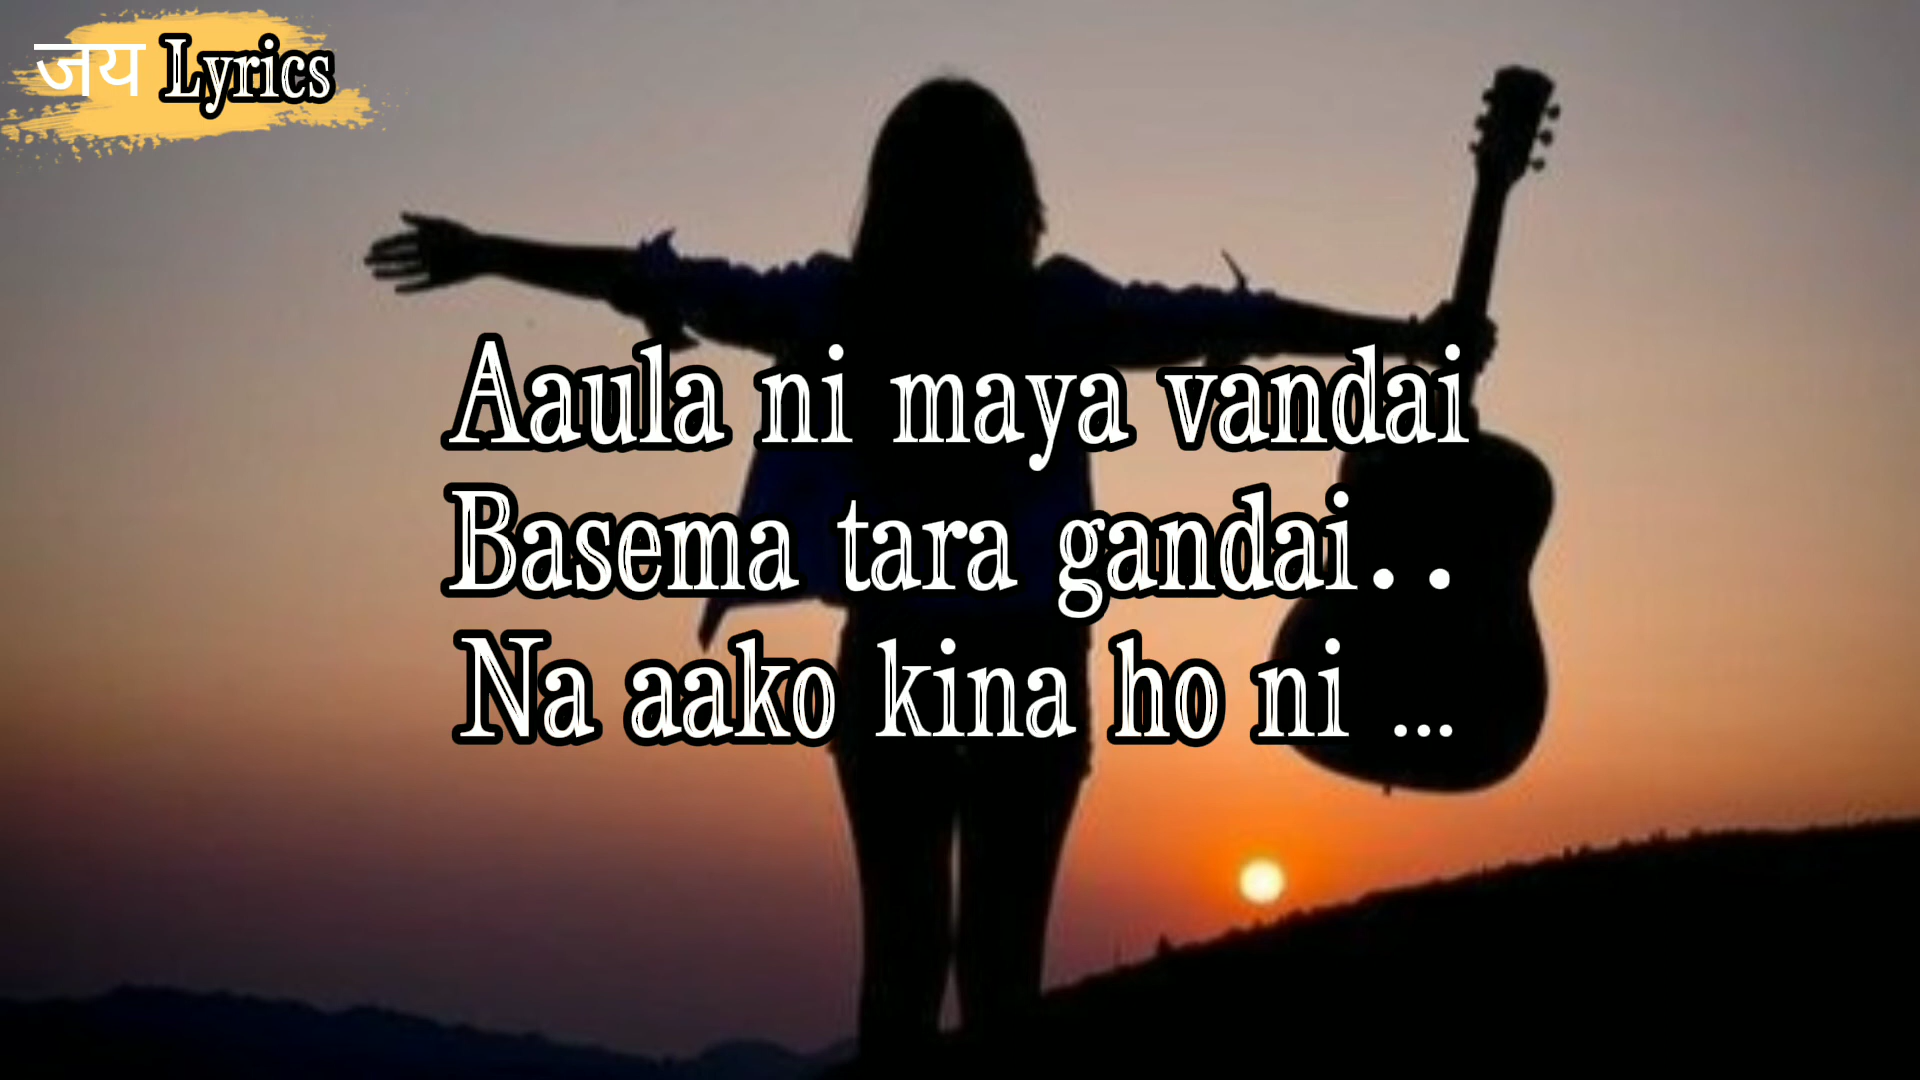 जय Lyrics
Aaula ni maya vandai
Basema tara gandai..
Na aako kina ho ni ...